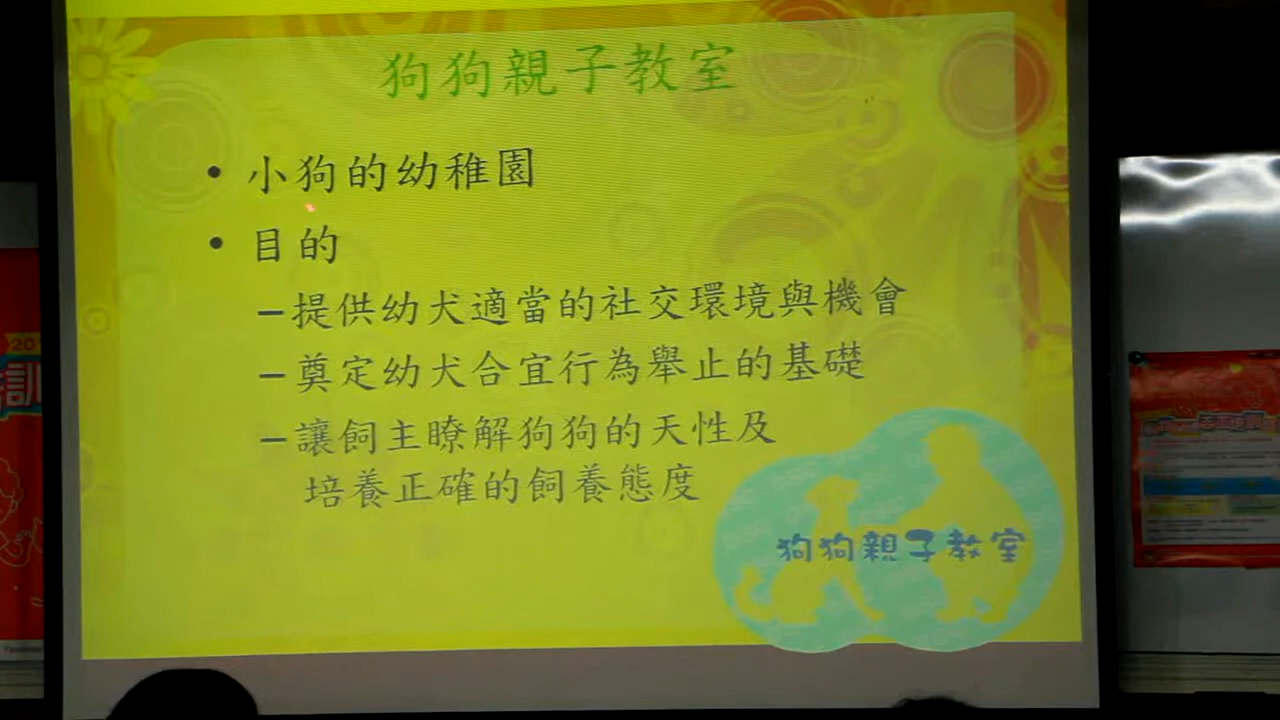 狗狗親子教室
• 小狗的幼稚園
• 目的
–提供幼犬適當的社交環境與機會
–奠定幼犬合宜行為舉止的基礎
–讓飼主瞭解狗狗的天性及
培養正確的飼養態度
狗狗親子教室
20
訓